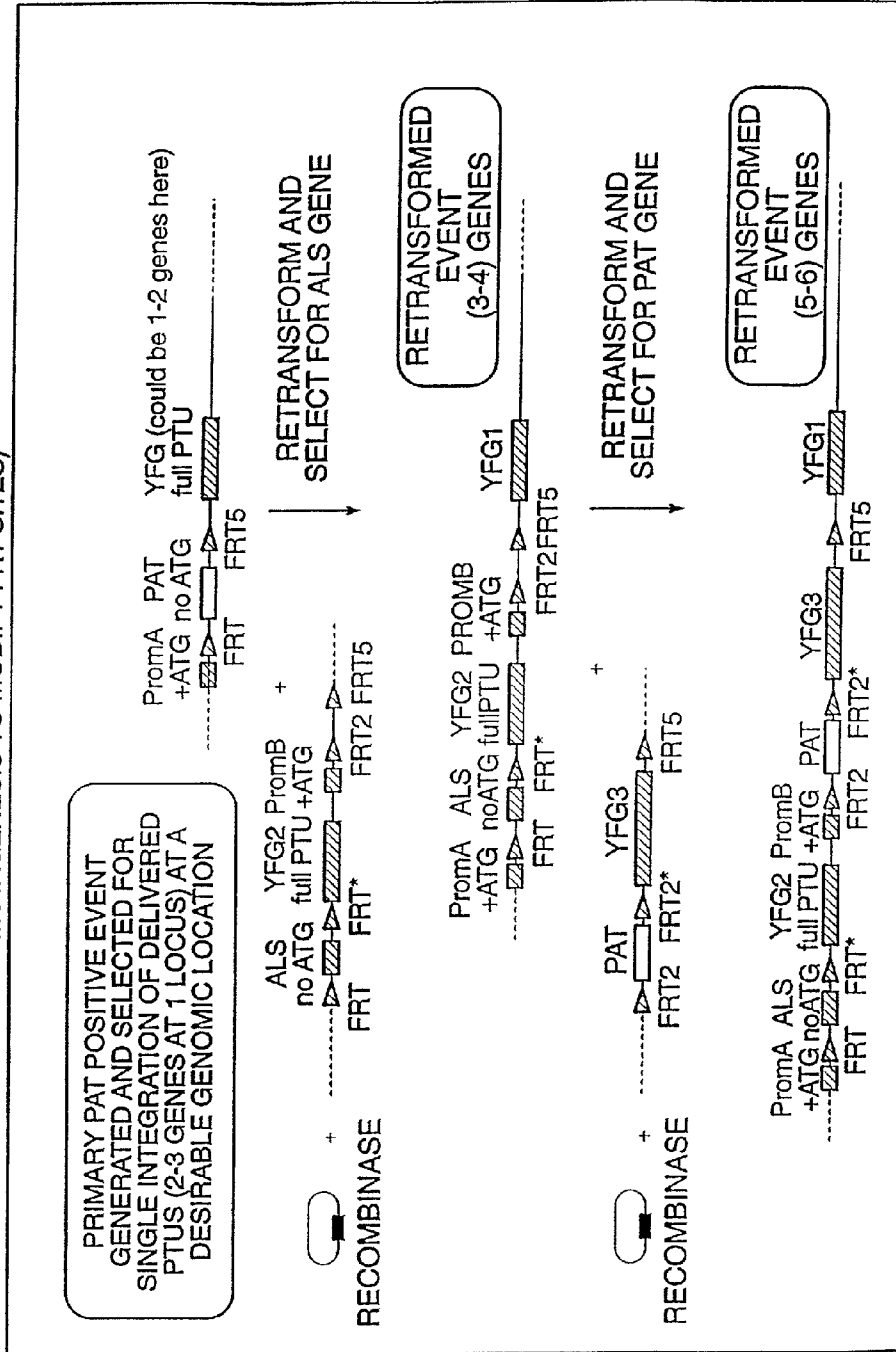 PRIMARY PAT POSITIVE EVENT
GENERATED AND SELECTED FOR
SINGLE INTEGRATION OF DELIVERED
PTUS (2-3 GENES AT 1 LOCUS) AT A
DESIRABLE GENOMIC LOCATION
PromA PAT
+ATG no ATG
YFG (could be 1-2 genes here)
full PTU
FRT FRT5
RETRANSFORM AND
SELECT FOR ALS GENE
RECOMBINASE
+
ALS YFG2 PromB
no ATG full PTU +ATG
FRT FRT* FRT2 FRT5
+
RETRANSFORMED
EVENT
(3-4) GENES
PromA ALS YFG2 PROMB
+ATG noATG fullPTU +ATG
YFG1
FRT FRT* FRT2FRT5
RETRANSFORM AND
SELECT FOR PAT GENE
RECOMBINASE
+
PAT YFG3
FRT2 FRT2* FRT5
+
RETRANSFORMED
EVENT
(5-6) GENES
PromA ALS YFG2 PromB
+ATG noATG full PTU +ATG
PAT YFG3 YFG1
FRT FRT* FRT2 FRT2* FRT5